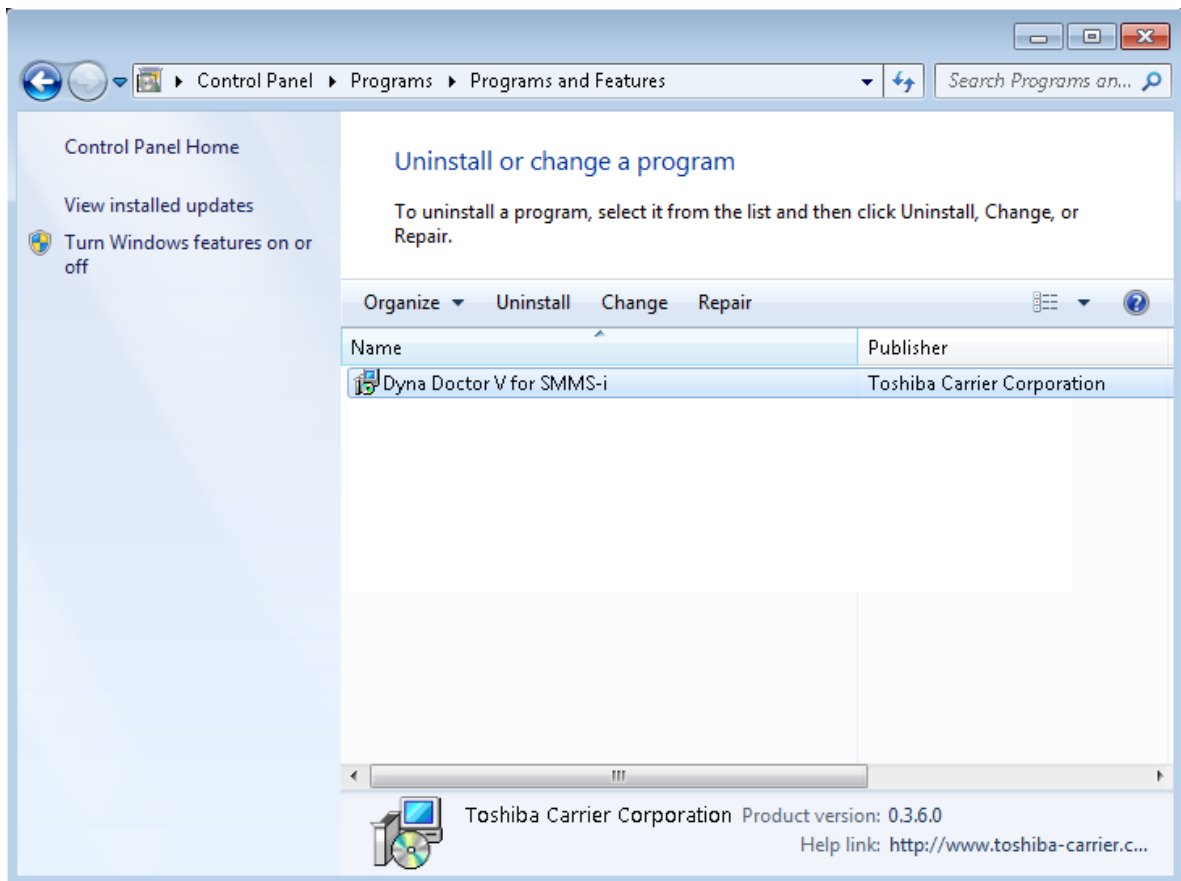 Control Panel ▸ Programs ▸ Programs and Features
Search Programs an...
Control Panel Home
View installed updates
Turn Windows features on or
off
Uninstall or change a program
To uninstall a program, select it from the list and then click Uninstall, Change, or
Repair.
Organize Uninstall Change Repair
Name Publisher
Dyna Doctor V for SMMS-i Toshiba Carrier Corporation
Toshiba Carrier Corporation Product version: 0.3.6.0
Help link: http://www.toshiba-carrier.c...